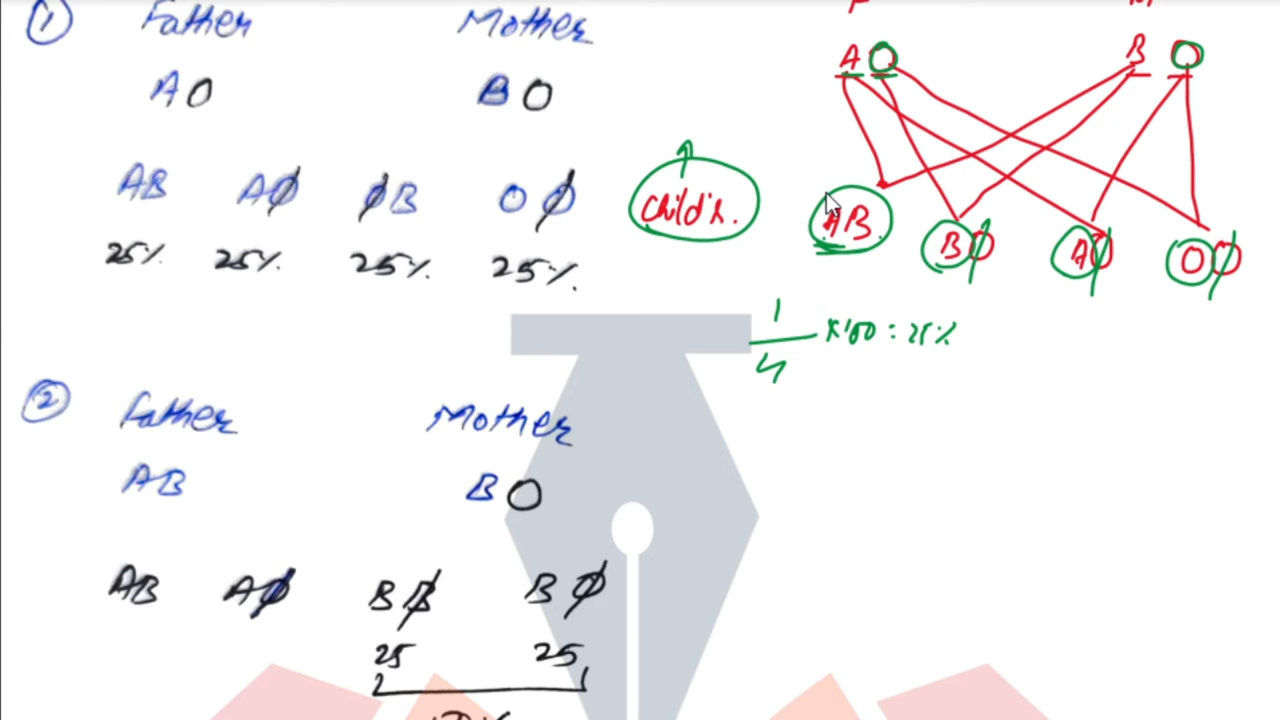 ① Father Mother
AO BO
AB AO OB OO
25% 25% 25% 25%
② Father Mother
AB BO
AB AO BB BO
25 25
A O B O
child's.
AB BO AO OO
1/4 x100 = 25%